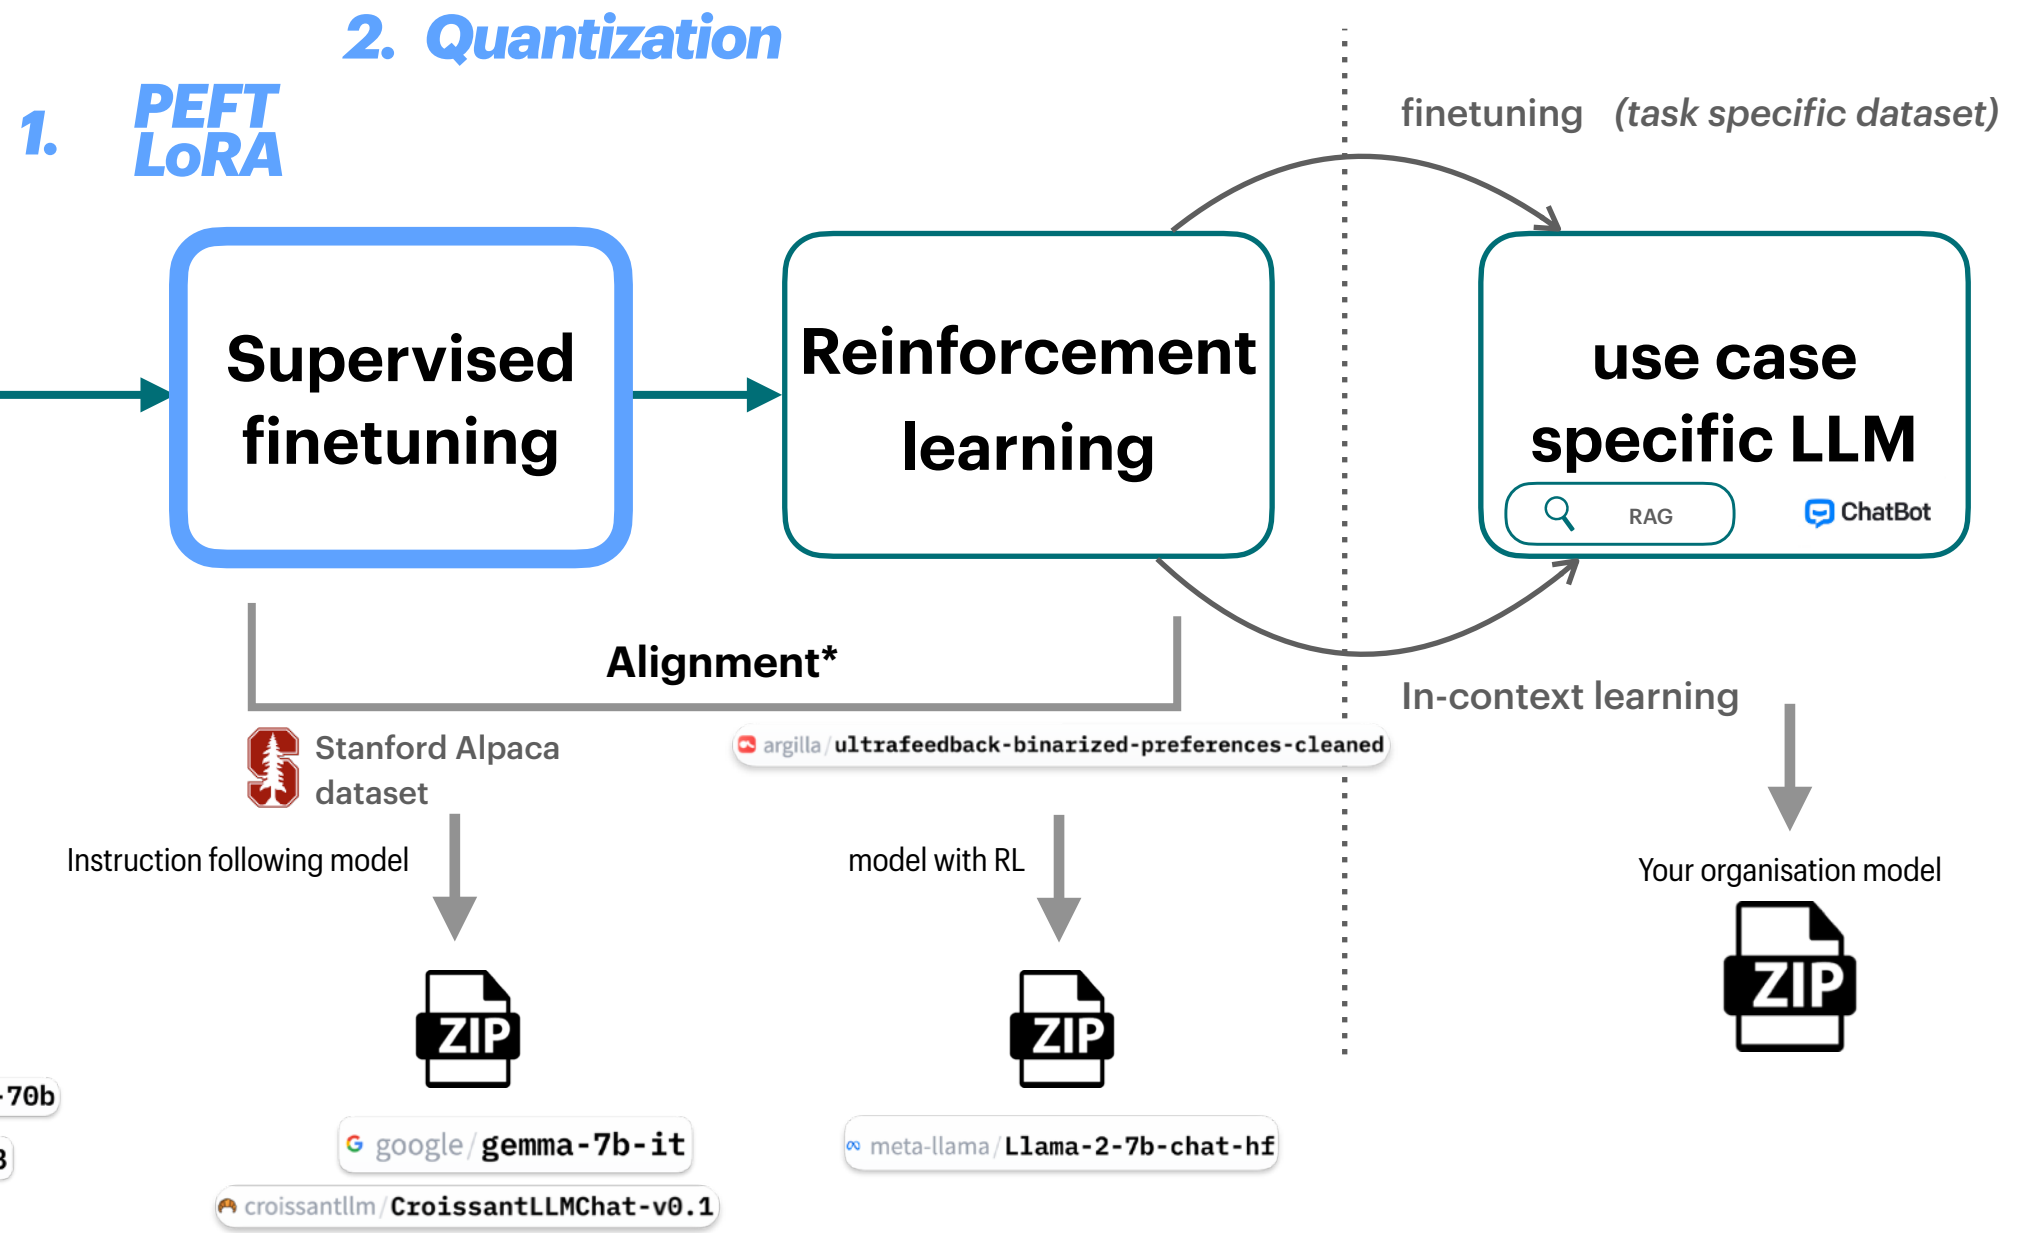 2. Quantization
1. PEFT
LoRA
finetuning (task specific dataset)
Supervised
finetuning
Reinforcement
learning
use case
specific LLM
RAG
ChatBot
Alignment*
In-context learning
Stanford Alpaca
dataset
argilla/ultrafeedback-binarized-preferences-cleaned
Instruction following model
model with RL
Your organisation model
ZIP
ZIP
ZIP
-70b
google/gemma-7b-it
meta-llama/Llama-2-7b-chat-hf
croissantllm/CroissantLLMChat-v0.1